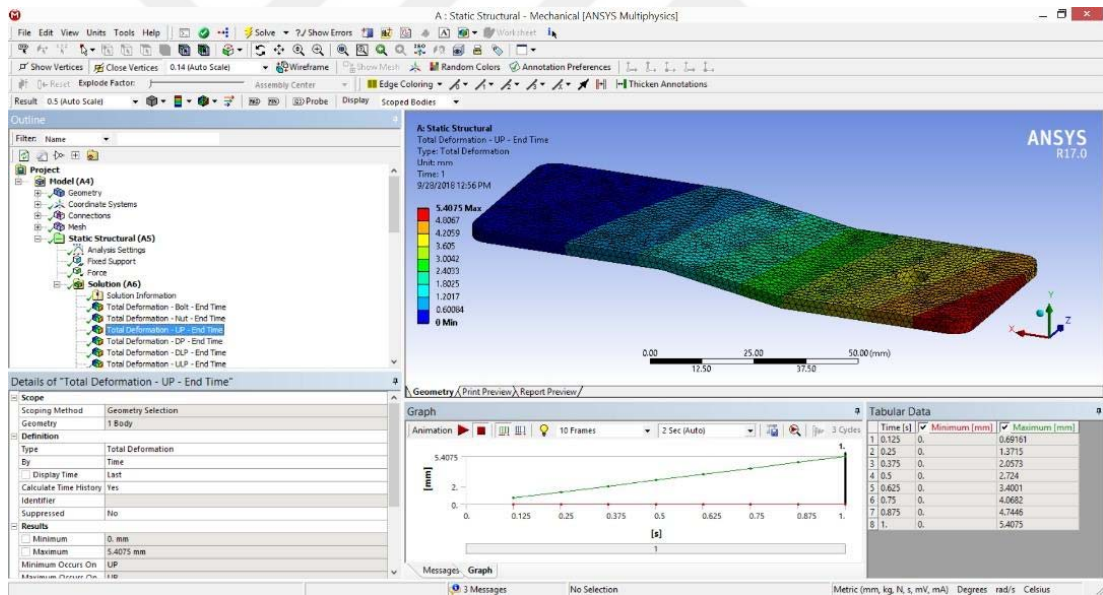 A : Static Structural - Mechanical [ANSYS Multiphysics]
File Edit View Units Tools Help Solve ?/ Show Errors Worksheet
Show Vertices Close Vertices 0.14 (Auto Scale) Wireframe Show Mesh Random Colors Annotation Preferences
Reset Explode Factor: Assembly Center Edge Coloring Thicken Annotations
Result 0.5 (Auto Scale) Probe Display Scoped Bodies
Outline
Filter: Name
Project
Model (A4)
Geometry
Coordinate Systems
Connections
Mesh
Static Structural (A5)
Analysis Settings
Fixed Support
Force
Solution (A6)
Solution Information
Total Deformation - Bolt - End Time
Total Deformation - Nut - End Time
Total Deformation - UP - End Time
Total Deformation - DP - End Time
Total Deformation - DLP - End Time
Total Deformation - ULP - End Time
Details of "Total Deformation - UP - End Time"
Scope
Scoping Method Geometry Selection
Geometry 1 Body
Definition
Type Total Deformation
By Time
Display Time Last
Calculate Time History Yes
Identifier
Suppressed No
Results
Minimum 0. mm
Maximum 5.4075 mm
Minimum Occurs On UP
Maximum Occurs On UP
A: Static Structural
Total Deformation - UP - End Time
Type: Total Deformation
Unit: mm
Time: 1
9/28/2018 12:56 PM
5.4075 Max
4.8067
4.2059
3.605
3.0042
2.4033
1.8025
1.2017
0.60084
0 Min
ANSYS
R17.0
Y
X
Z
0.00 25.00 50.00 (mm)
12.50 37.50
Geometry Print Preview Report Preview
Graph
Animation 10 Frames 2 Sec (Auto) 3 Cycles
1.
5.4075
[mm]
2.
0.
0. 0.125 0.25 0.375 0.5 0.625 0.75 0.875 1.
[s]
1
Messages Graph
Tabular Data
Time [s] Minimum [mm] Maximum [mm]
1 0.125 0. 0.69161
2 0.25 0. 1.3715
3 0.375 0. 2.0573
4 0.5 0. 2.724
5 0.625 0. 3.4001
6 0.75 0. 4.0682
7 0.875 0. 4.7446
8 1. 0. 5.4075
3 Messages No Selection Metric (mm, kg, N, s, mV, mA) Degrees rad/s Celsius